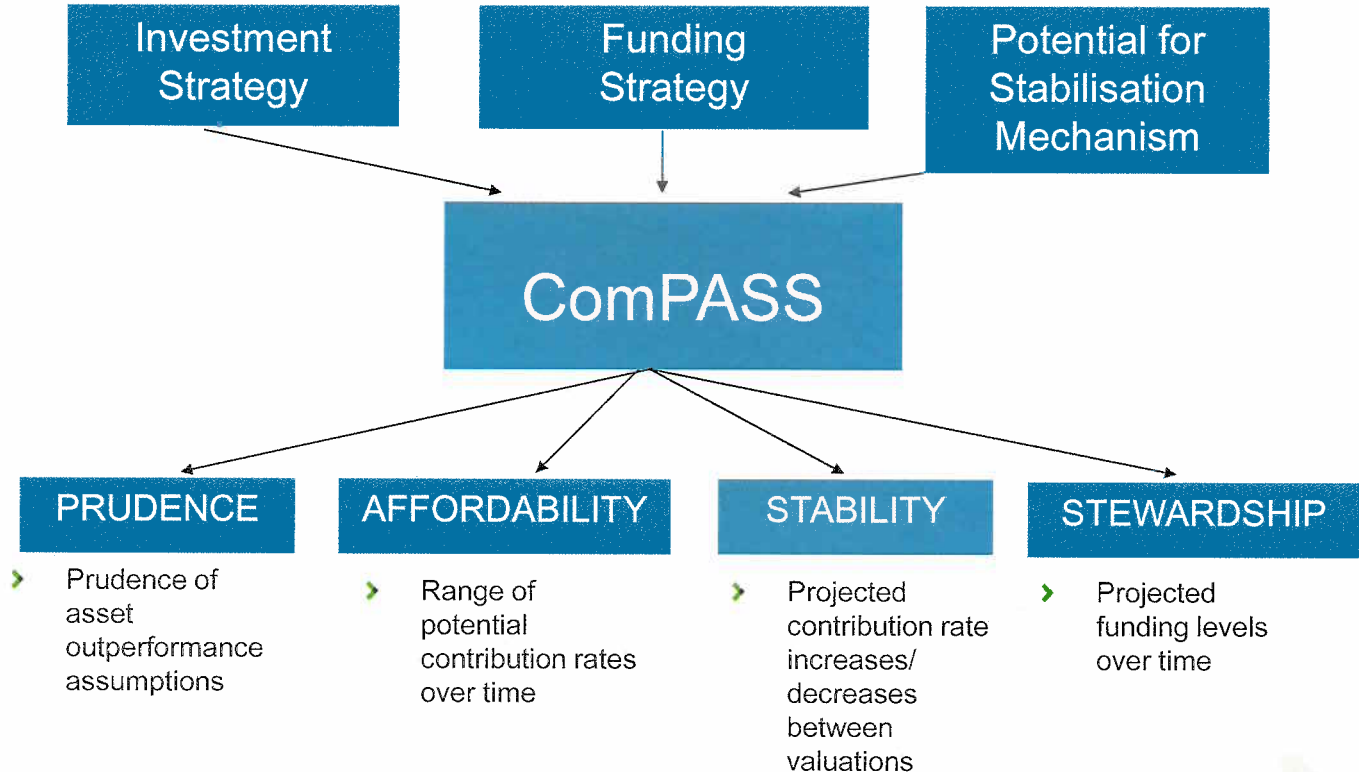 Investment
Strategy
Funding
Strategy
Potential for
Stabilisation
Mechanism
ComPASS
PRUDENCE
Prudence of
asset
outperformance
assumptions
AFFORDABILITY
Range of
potential
contribution rates
over time
STABILITY
Projected
contribution rate
increases/
decreases
between
valuations
STEWARDSHIP
Projected
funding levels
over time